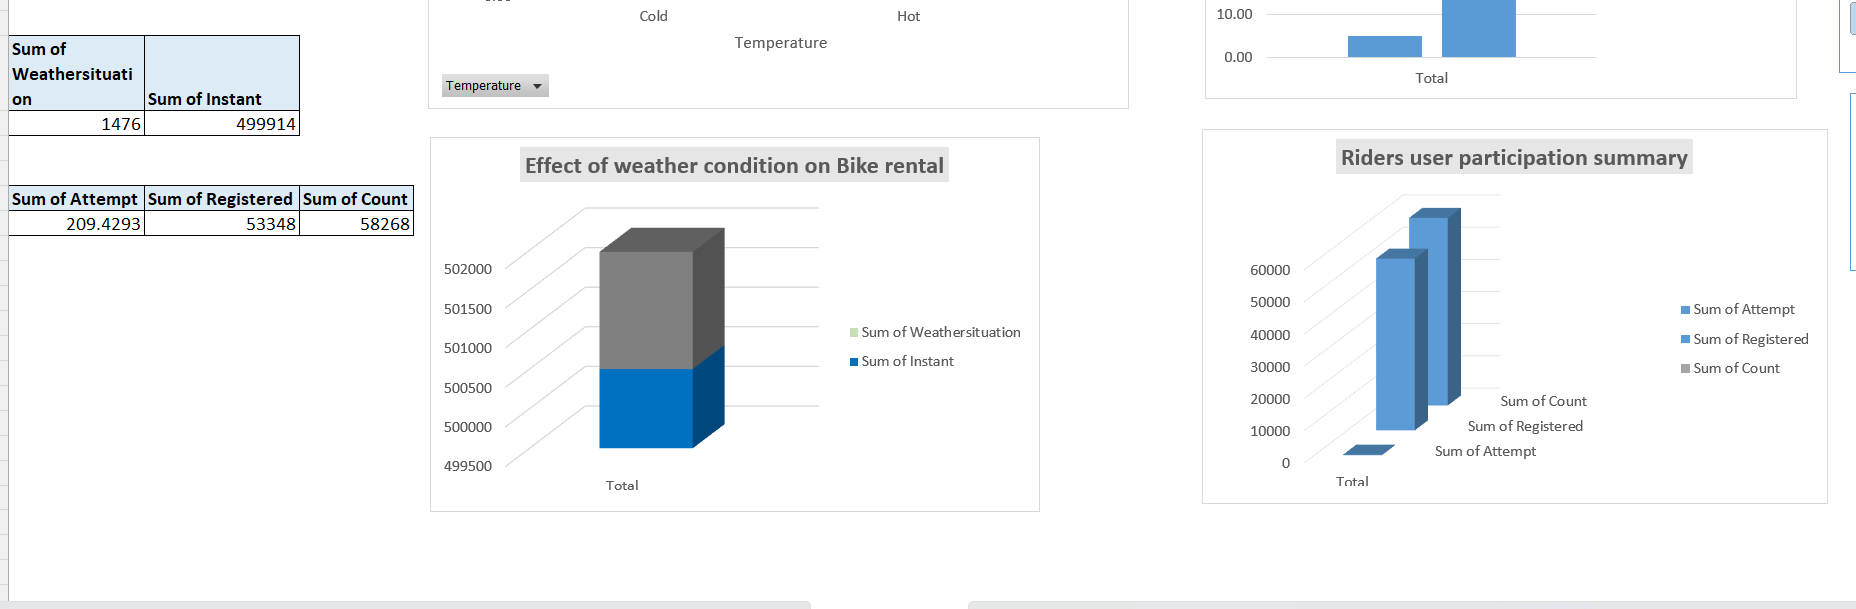 Sum of
Weathersituati
on
Sum of Instant
1476
499914
Sum of Attempt
Sum of Registered
Sum of Count
209.4293
53348
58268
Cold
Hot
Temperature
Temperature
Effect of weather condition on Bike rental
502000
501500
501000
500500
500000
499500
Total
Sum of Weathersituation
Sum of Instant
10.00
0.00
Total
Riders user participation summary
60000
50000
40000
30000
20000
10000
0
Sum of Count
Sum of Registered
Sum of Attempt
Total
Sum of Attempt
Sum of Registered
Sum of Count